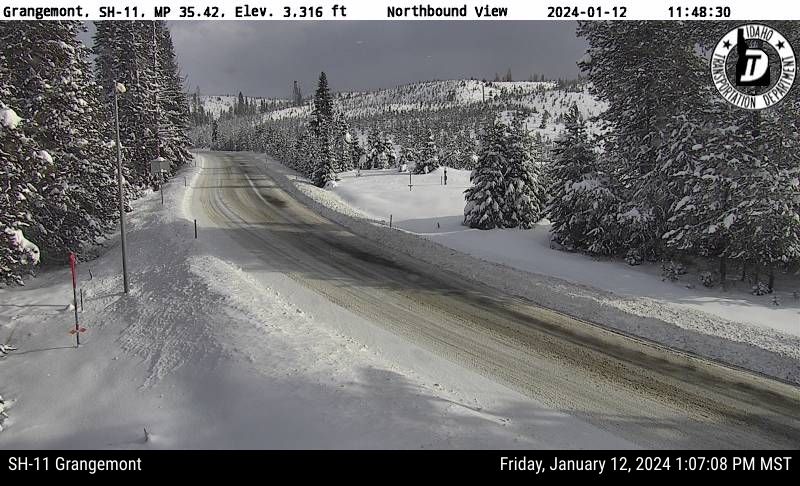 Grangemont, SH-11, MP 35.42, Elev. 3,316 ft Northbound View 2024-01-12 11:48:30
IDAHO
TRANSPORTATION DEPARTMENT
SH-11 Grangemont Friday, January 12, 2024 1:07:08 PM MST